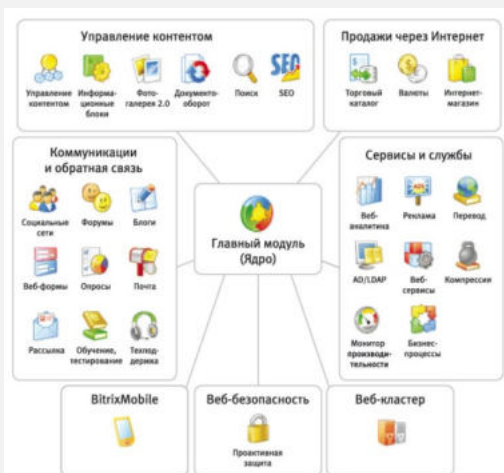 Управление контентом
Управление
контентом
Информа-
ционные
блоки
Фото-
галерея 2.0
Документо-
оборот
Поиск
SEO
SEO
Продажи через Интернет
Торговый
каталог
Валюты
Интернет-
магазин
Коммуникации
и обратная связь
Социальные
сети
Форумы
Блоги
Веб-формы
Опросы
Почта
Рассылка
Обучение,
тестирование
Техпод-
держка
Главный модуль
(Ядро)
Сервисы и службы
Веб-
аналитика
Реклама
Перевод
AD/LDAP
Веб-
сервисы
Компрессия
Монитор
производи-
тельности
Бизнес-
процессы
BitrixMobile
Веб-безопасность
Проактивная
защита
Веб-кластер